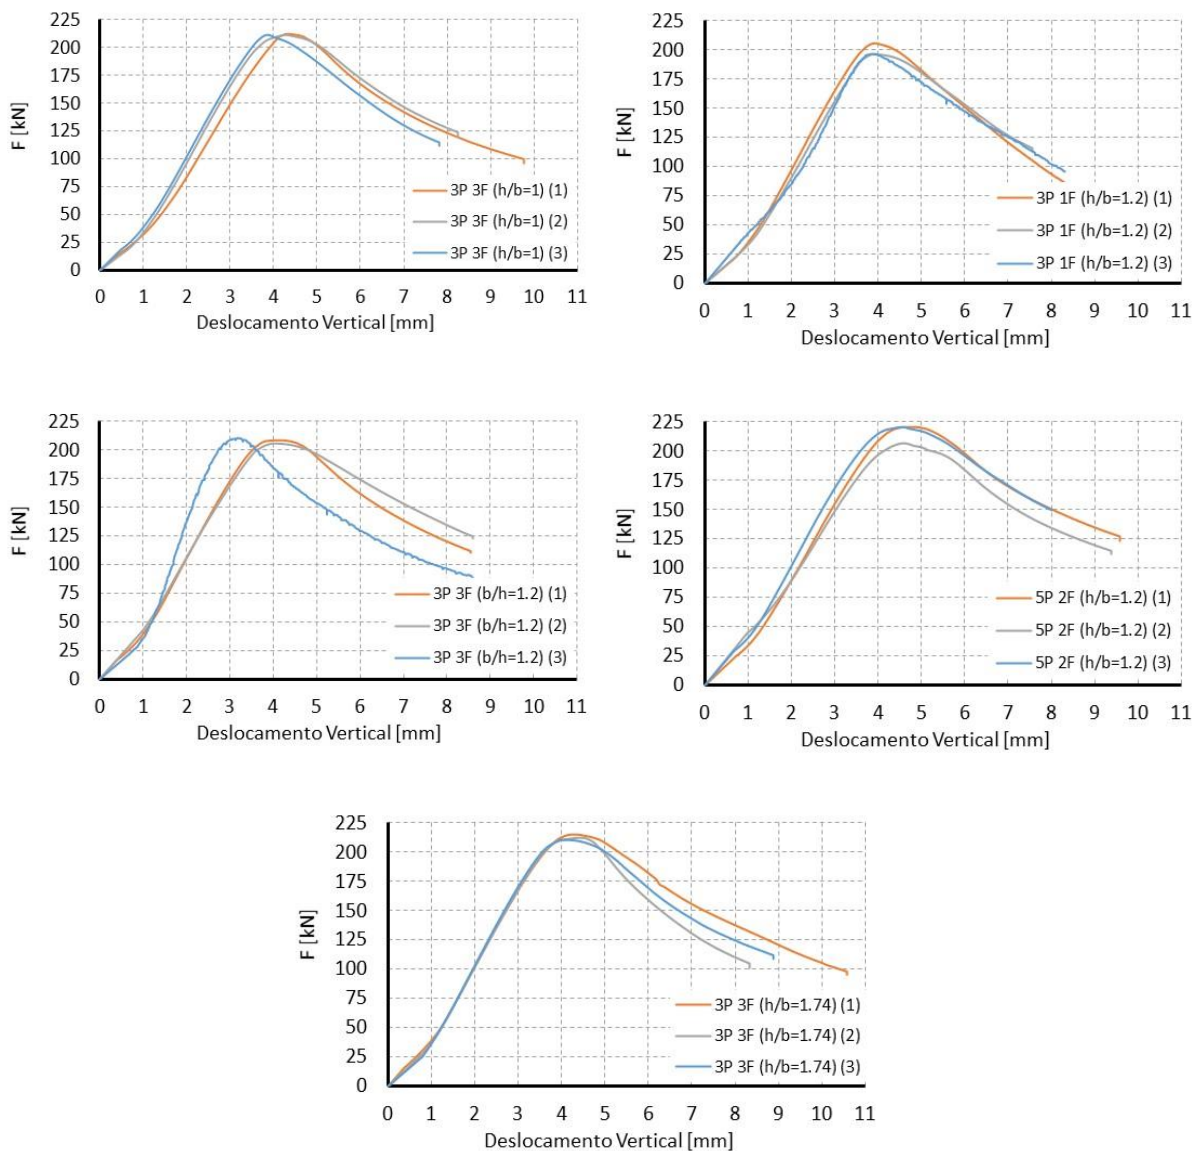 F [kN]
225
200
175
150
125
100
75
50
25
0
3P 3F (h/b=1) (1)
3P 3F (h/b=1) (2)
3P 3F (h/b=1) (3)
0 1 2 3 4 5 6 7 8 9 10 11
Deslocamento Vertical [mm]
F [kN]
225
200
175
150
125
100
75
50
25
0
3P 1F (h/b=1.2) (1)
3P 1F (h/b=1.2) (2)
3P 1F (h/b=1.2) (3)
0 1 2 3 4 5 6 7 8 9 10 11
Deslocamento Vertical [mm]
F [kN]
225
200
175
150
125
100
75
50
25
0
3P 3F (b/h=1.2) (1)
3P 3F (b/h=1.2) (2)
3P 3F (b/h=1.2) (3)
0 1 2 3 4 5 6 7 8 9 10 11
Deslocamento Vertical [mm]
F [kN]
225
200
175
150
125
100
75
50
25
0
5P 2F (h/b=1.2) (1)
5P 2F (h/b=1.2) (2)
5P 2F (h/b=1.2) (3)
0 1 2 3 4 5 6 7 8 9 10 11
Deslocamento Vertical [mm]
F [kN]
225
200
175
150
125
100
75
50
25
0
3P 3F (h/b=1.74) (1)
3P 3F (h/b=1.74) (2)
3P 3F (h/b=1.74) (3)
0 1 2 3 4 5 6 7 8 9 10 11
Deslocamento Vertical [mm]